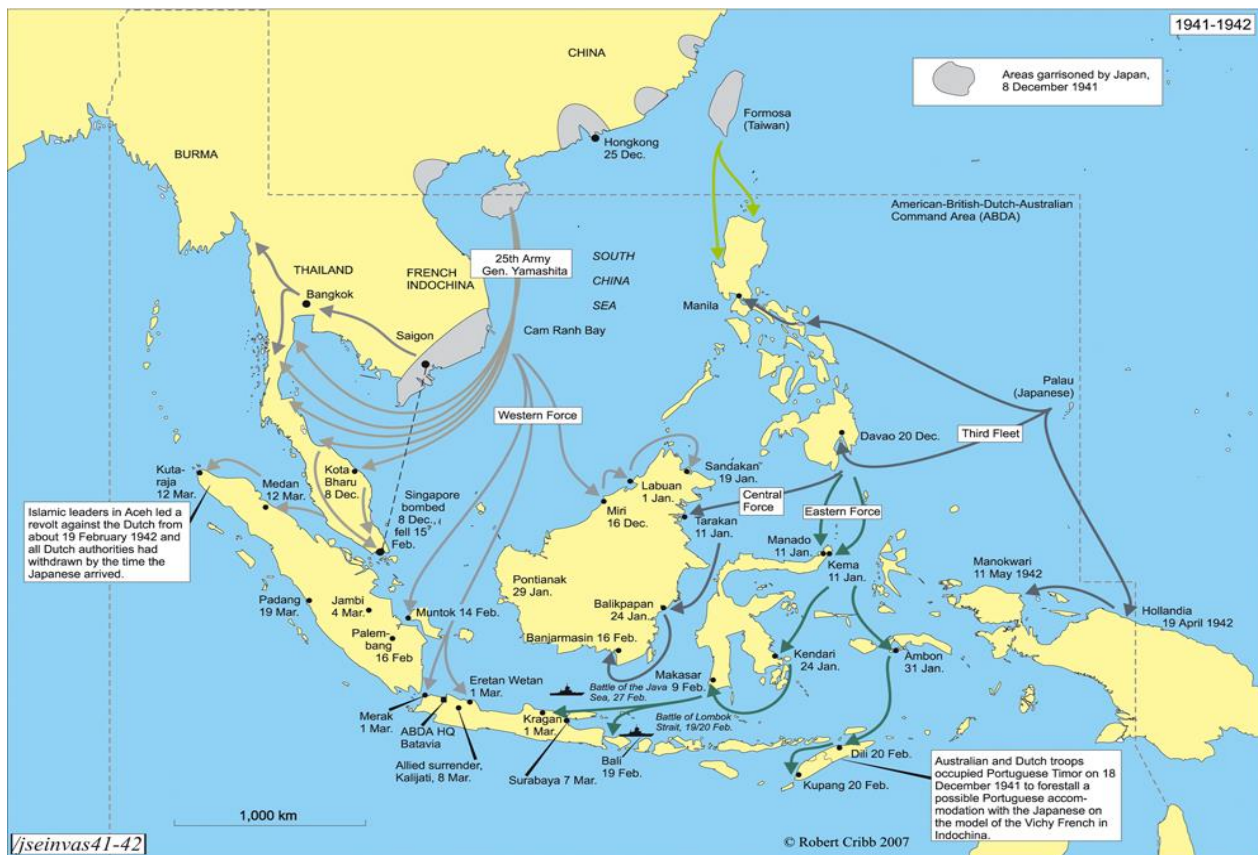 1941-1942
CHINA
Areas garrisoned by Japan,
8 December 1941
Formosa
(Taiwan)
Hongkong
25 Dec.
BURMA
American-British-Dutch-Australian
Command Area (ABDA)
25th Army
Gen. Yamashita
SOUTH
CHINA
SEA
THAILAND
FRENCH
INDOCHINA
Bangkok
Manila
Saigon
Cam Ranh Bay
Palau
(Japanese)
Western Force
Third Fleet
Davao 20 Dec.
Kuta-
raja
12 Mar.
Medan
12 Mar.
Kota
Bharu
8 Dec.
Sandakan
19 Jan.
Labuan
1 Jan.
Central
Force
Singapore
bombed
8 Dec.,
fell 15
Feb.
Miri
16 Dec.
Tarakan
11 Jan.
Eastern Force
Islamic leaders in Aceh led a
revolt against the Dutch from
about 19 February 1942 and
all Dutch authorities had
withdrawn by the time the
Japanese arrived.
Manado
11 Jan.
Kema
11 Jan.
Manokwari
11 May 1942
Pontianak
29 Jan.
Padang
19 Mar.
Jambi
4 Mar.
Muntok 14 Feb.
Balikpapan
24 Jan.
Hollandia
19 April 1942
Palem-
bang
16 Feb
Banjarmasin 16 Feb.
Kendari
24 Jan.
Ambon
31 Jan.
Makasar
9 Feb.
Eretan Wetan
1 Mar.
Battle of the Java
Sea, 27 Feb.
Merak
1 Mar.
ABDA HQ
Batavia
Kragan
1 Mar.
Battle of Lombok
Strait, 19/20 Feb.
Allied surrender,
Kalijati, 8 Mar.
Surabaya 7 Mar.
Bali
19 Feb.
Dili 20 Feb.
Kupang 20 Feb.
Australian and Dutch troops
occupied Portuguese Timor on 18
December 1941 to forestall a
possible Portuguese accom-
modation with the Japanese on
the model of the Vichy French in
Indochina.
1,000 km
/jseinvas41-42
© Robert Cribb 2007